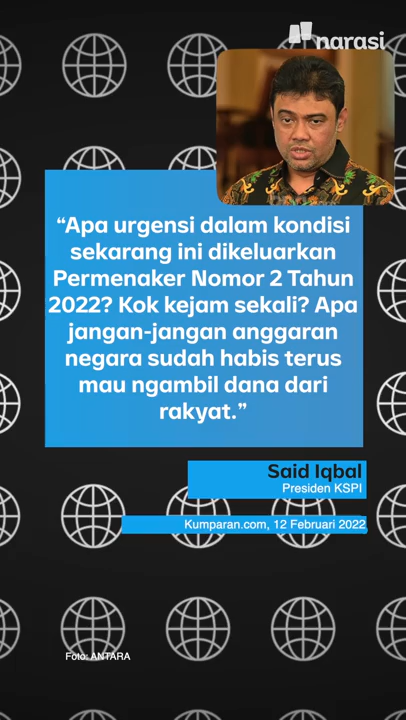 narasi
“Apa urgensi dalam kondisi
sekarang ini dikeluarkan
Permenaker Nomor 2 Tahun
2022? Kok kejam sekali? Apa
jangan-jangan anggaran
negara sudah habis terus
mau ngambil dana dari
rakyat.”
Said Iqbal
Presiden KSPI
Kumparan.com, 12 Februari 2022
Foto: ANTARA